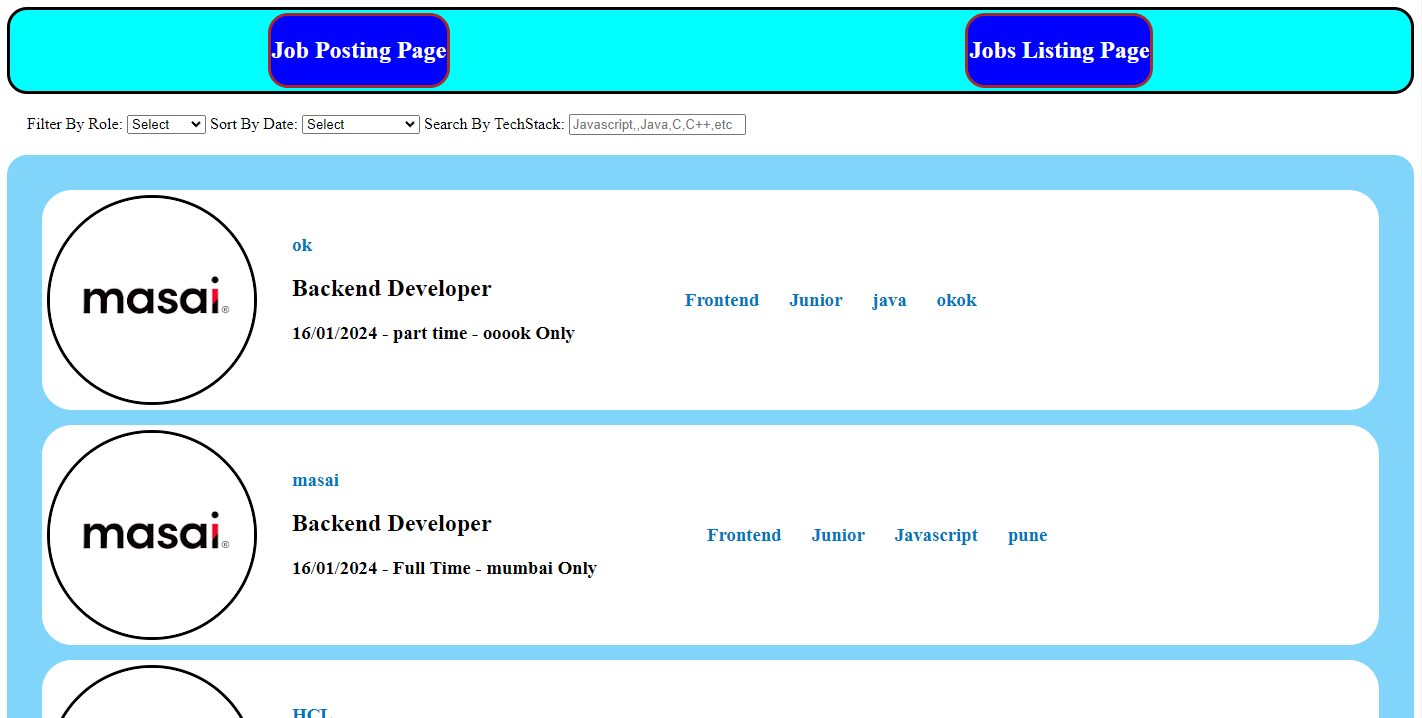 Job Posting Page Jobs Listing Page
Filter By Role: Select Sort By Date: Select Search By TechStack: Javascript,,Java,C,C++,etc
masai®
ok
Backend Developer
16/01/2024 - part time - ooook Only
Frontend Junior java okok
masai®
masai
Backend Developer
16/01/2024 - Full Time - mumbai Only
Frontend Junior Javascript pune
HCL